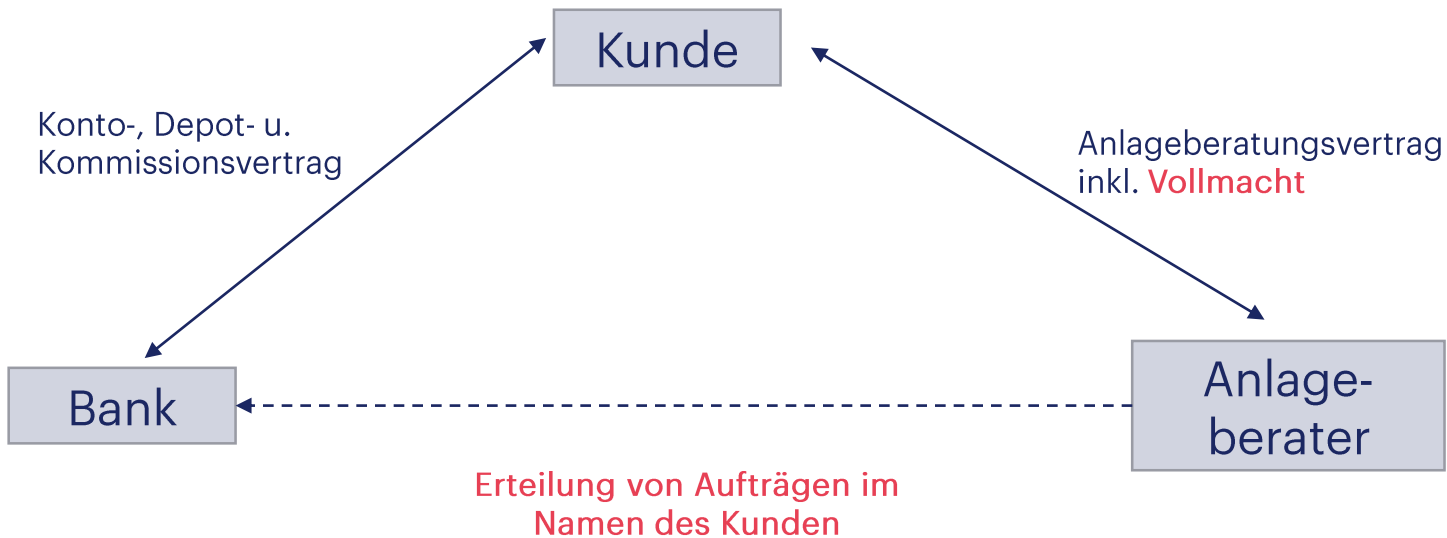 Kunde
Konto-, Depot- u.
Kommissionsvertrag
Anlageberatungsvertrag
inkl. Vollmacht
Bank
Anlage-
berater
Erteilung von Aufträgen im
Namen des Kunden